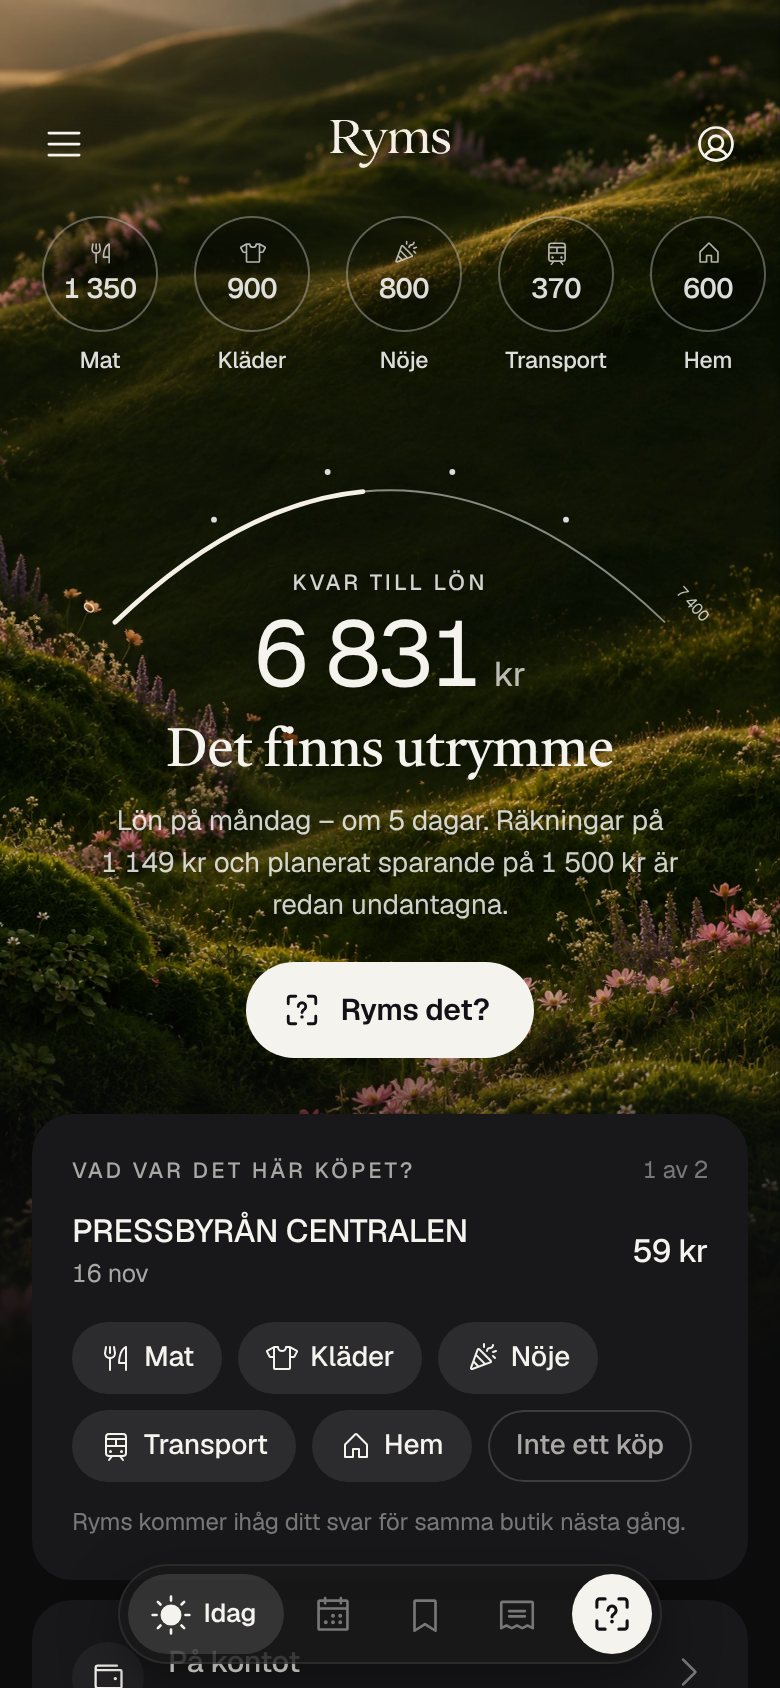 Ryms
1 350
900
800
370
600
Mat
Kläder
Nöje
Transport
Hem
0
7 400
KVAR TILL LÖN
6 831 kr
Det finns utrymme
Lön på måndag – om 5 dagar. Räkningar på
1 149 kr och planerat sparande på 1 500 kr är
redan undantagna.
Ryms det?
VAD VAR DET HÄR KÖPET?
1 av 2
PRESSBYRÅN CENTRALEN
59 kr
16 nov
Mat
Kläder
Nöje
Transport
Hem
Inte ett köp
Ryms kommer ihåg ditt svar för samma butik nästa gång.
Idag
På kontot